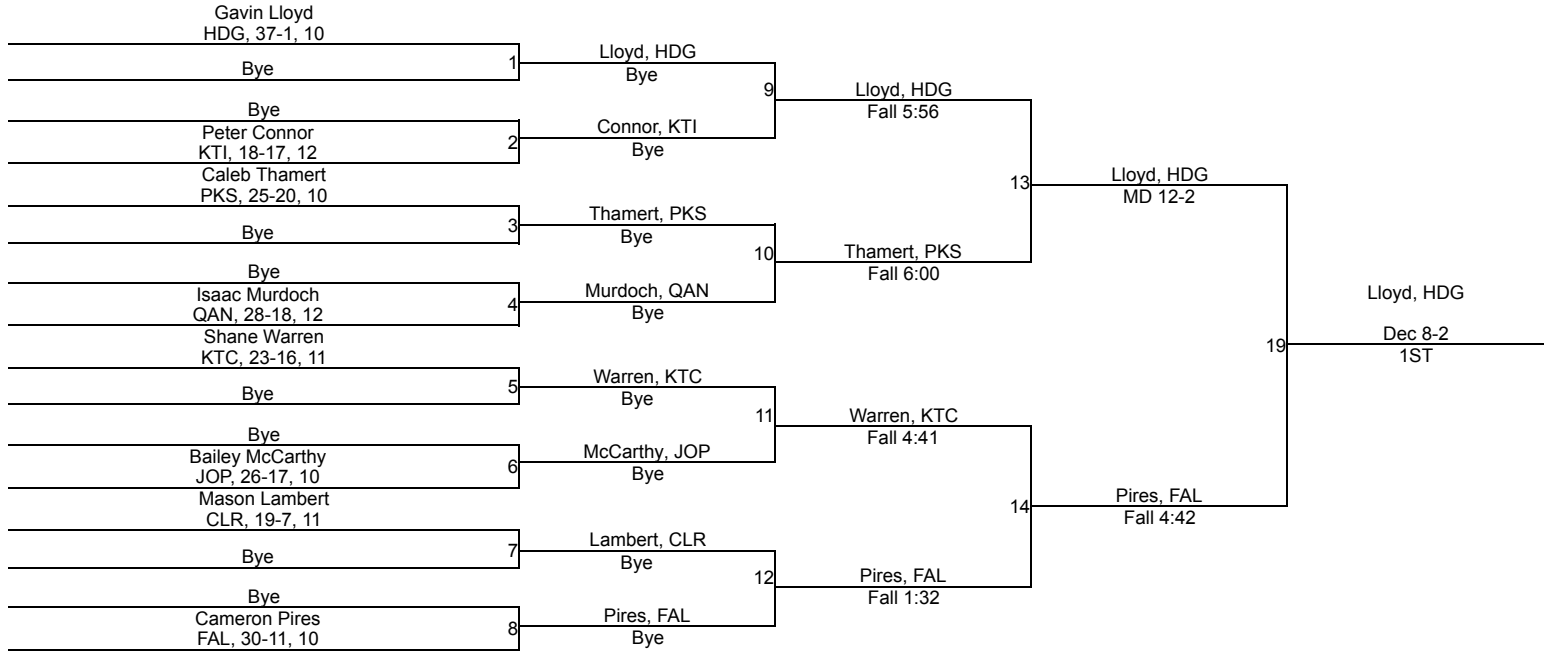 Gavin Lloyd
HDG, 37-1, 10
Bye
1
Bye
Peter Connor
KTI, 18-17, 12
2
Caleb Thamert
PKS, 25-20, 10
Bye
3
Bye
Isaac Murdoch
QAN, 28-18, 12
4
Shane Warren
KTC, 23-16, 11
Bye
5
Bye
Bailey McCarthy
JOP, 26-17, 10
6
Mason Lambert
CLR, 19-7, 11
Bye
7
Bye
Cameron Pires
FAL, 30-11, 10
8
Lloyd, HDG
Bye
9
Connor, KTI
Bye
Thamert, PKS
Bye
10
Murdoch, QAN
Bye
Warren, KTC
Bye
11
McCarthy, JOP
Bye
Lambert, CLR
Bye
12
Pires, FAL
Bye
Lloyd, HDG
Fall 5:56
13
Thamert, PKS
Fall 6:00
Warren, KTC
Fall 4:41
14
Pires, FAL
Fall 1:32
Lloyd, HDG
MD 12-2
19
Pires, FAL
Fall 4:42
Lloyd, HDG
Dec 8-2
1ST